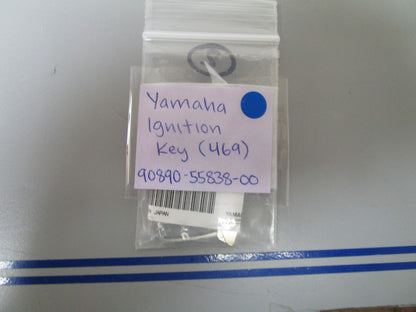 Yamaha
Ignition
Key (469)
90890-55838-00
JAPAN